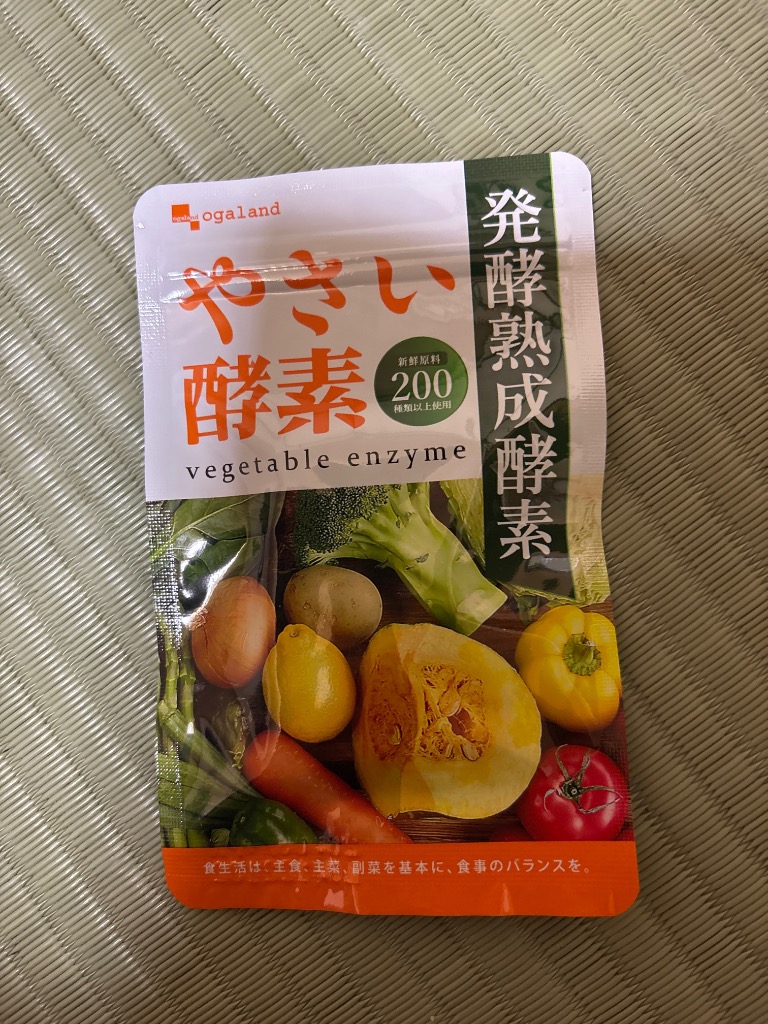 ogaland
ogaland
やさい
酵素
新鮮原料
200
種類以上使用
vegetable enzyme
発酵熟成酵素
食生活は、主食、主菜、副菜を基本に、食事のバランスを。